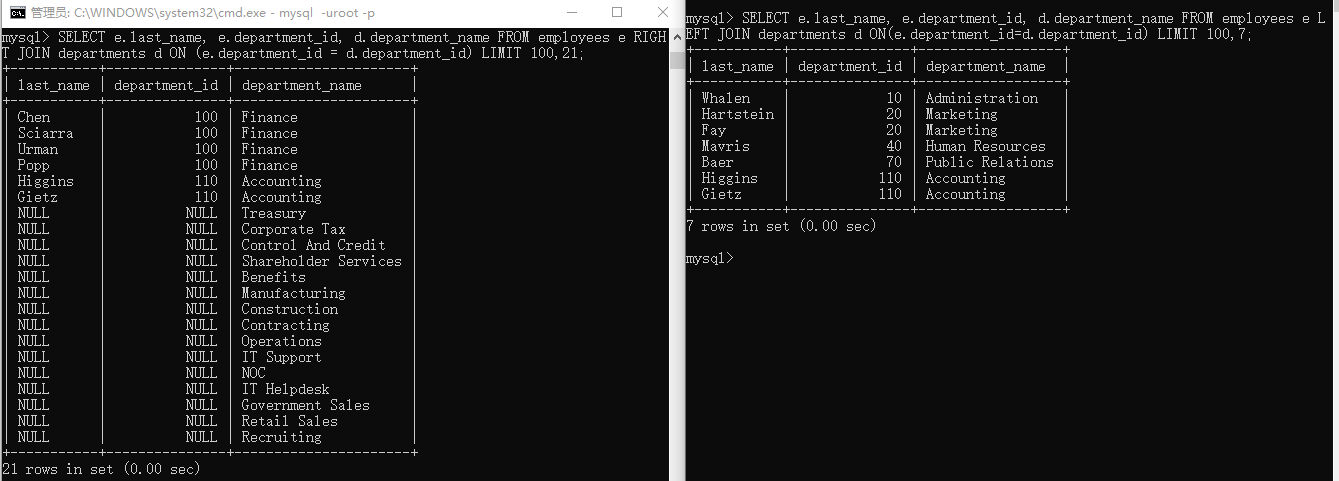 管理员: C:\WINDOWS\system32\cmd.exe - mysql  -uroot -p
mysql> SELECT e.last_name, e.department_id, d.department_name FROM employees e RIGH
T JOIN departments d ON (e.department_id = d.department_id) LIMIT 100,21;
+-----------+---------------+----------------------+
| last_name | department_id | department_name      |
+-----------+---------------+----------------------+
| Chen      |           100 | Finance              |
| Sciarra   |           100 | Finance              |
| Urman     |           100 | Finance              |
| Popp      |           100 | Finance              |
| Higgins   |           110 | Accounting           |
| Gietz     |           110 | Accounting           |
| NULL      |          NULL | Treasury             |
| NULL      |          NULL | Corporate Tax        |
| NULL      |          NULL | Control And Credit   |
| NULL      |          NULL | Shareholder Services |
| NULL      |          NULL | Benefits             |
| NULL      |          NULL | Manufacturing        |
| NULL      |          NULL | Construction         |
| NULL      |          NULL | Contracting          |
| NULL      |          NULL | Operations           |
| NULL      |          NULL | IT Support           |
| NULL      |          NULL | NOC                  |
| NULL      |          NULL | IT Helpdesk          |
| NULL      |          NULL | Government Sales     |
| NULL      |          NULL | Retail Sales         |
| NULL      |          NULL | Recruiting           |
+-----------+---------------+----------------------+
21 rows in set (0.00 sec)
mysql> SELECT e.last_name, e.department_id, d.department_name FROM employees e L
EFT JOIN departments d ON(e.department_id=d.department_id) LIMIT 100,7;
+-----------+---------------+------------------+
| last_name | department_id | department_name  |
+-----------+---------------+------------------+
| Whalen    |            10 | Administration   |
| Hartstein |            20 | Marketing        |
| Fay       |            20 | Marketing        |
| Mavris    |            40 | Human Resources  |
| Baer      |            70 | Public Relations |
| Higgins   |           110 | Accounting       |
| Gietz     |           110 | Accounting       |
+-----------+---------------+------------------+
7 rows in set (0.00 sec)
mysql>